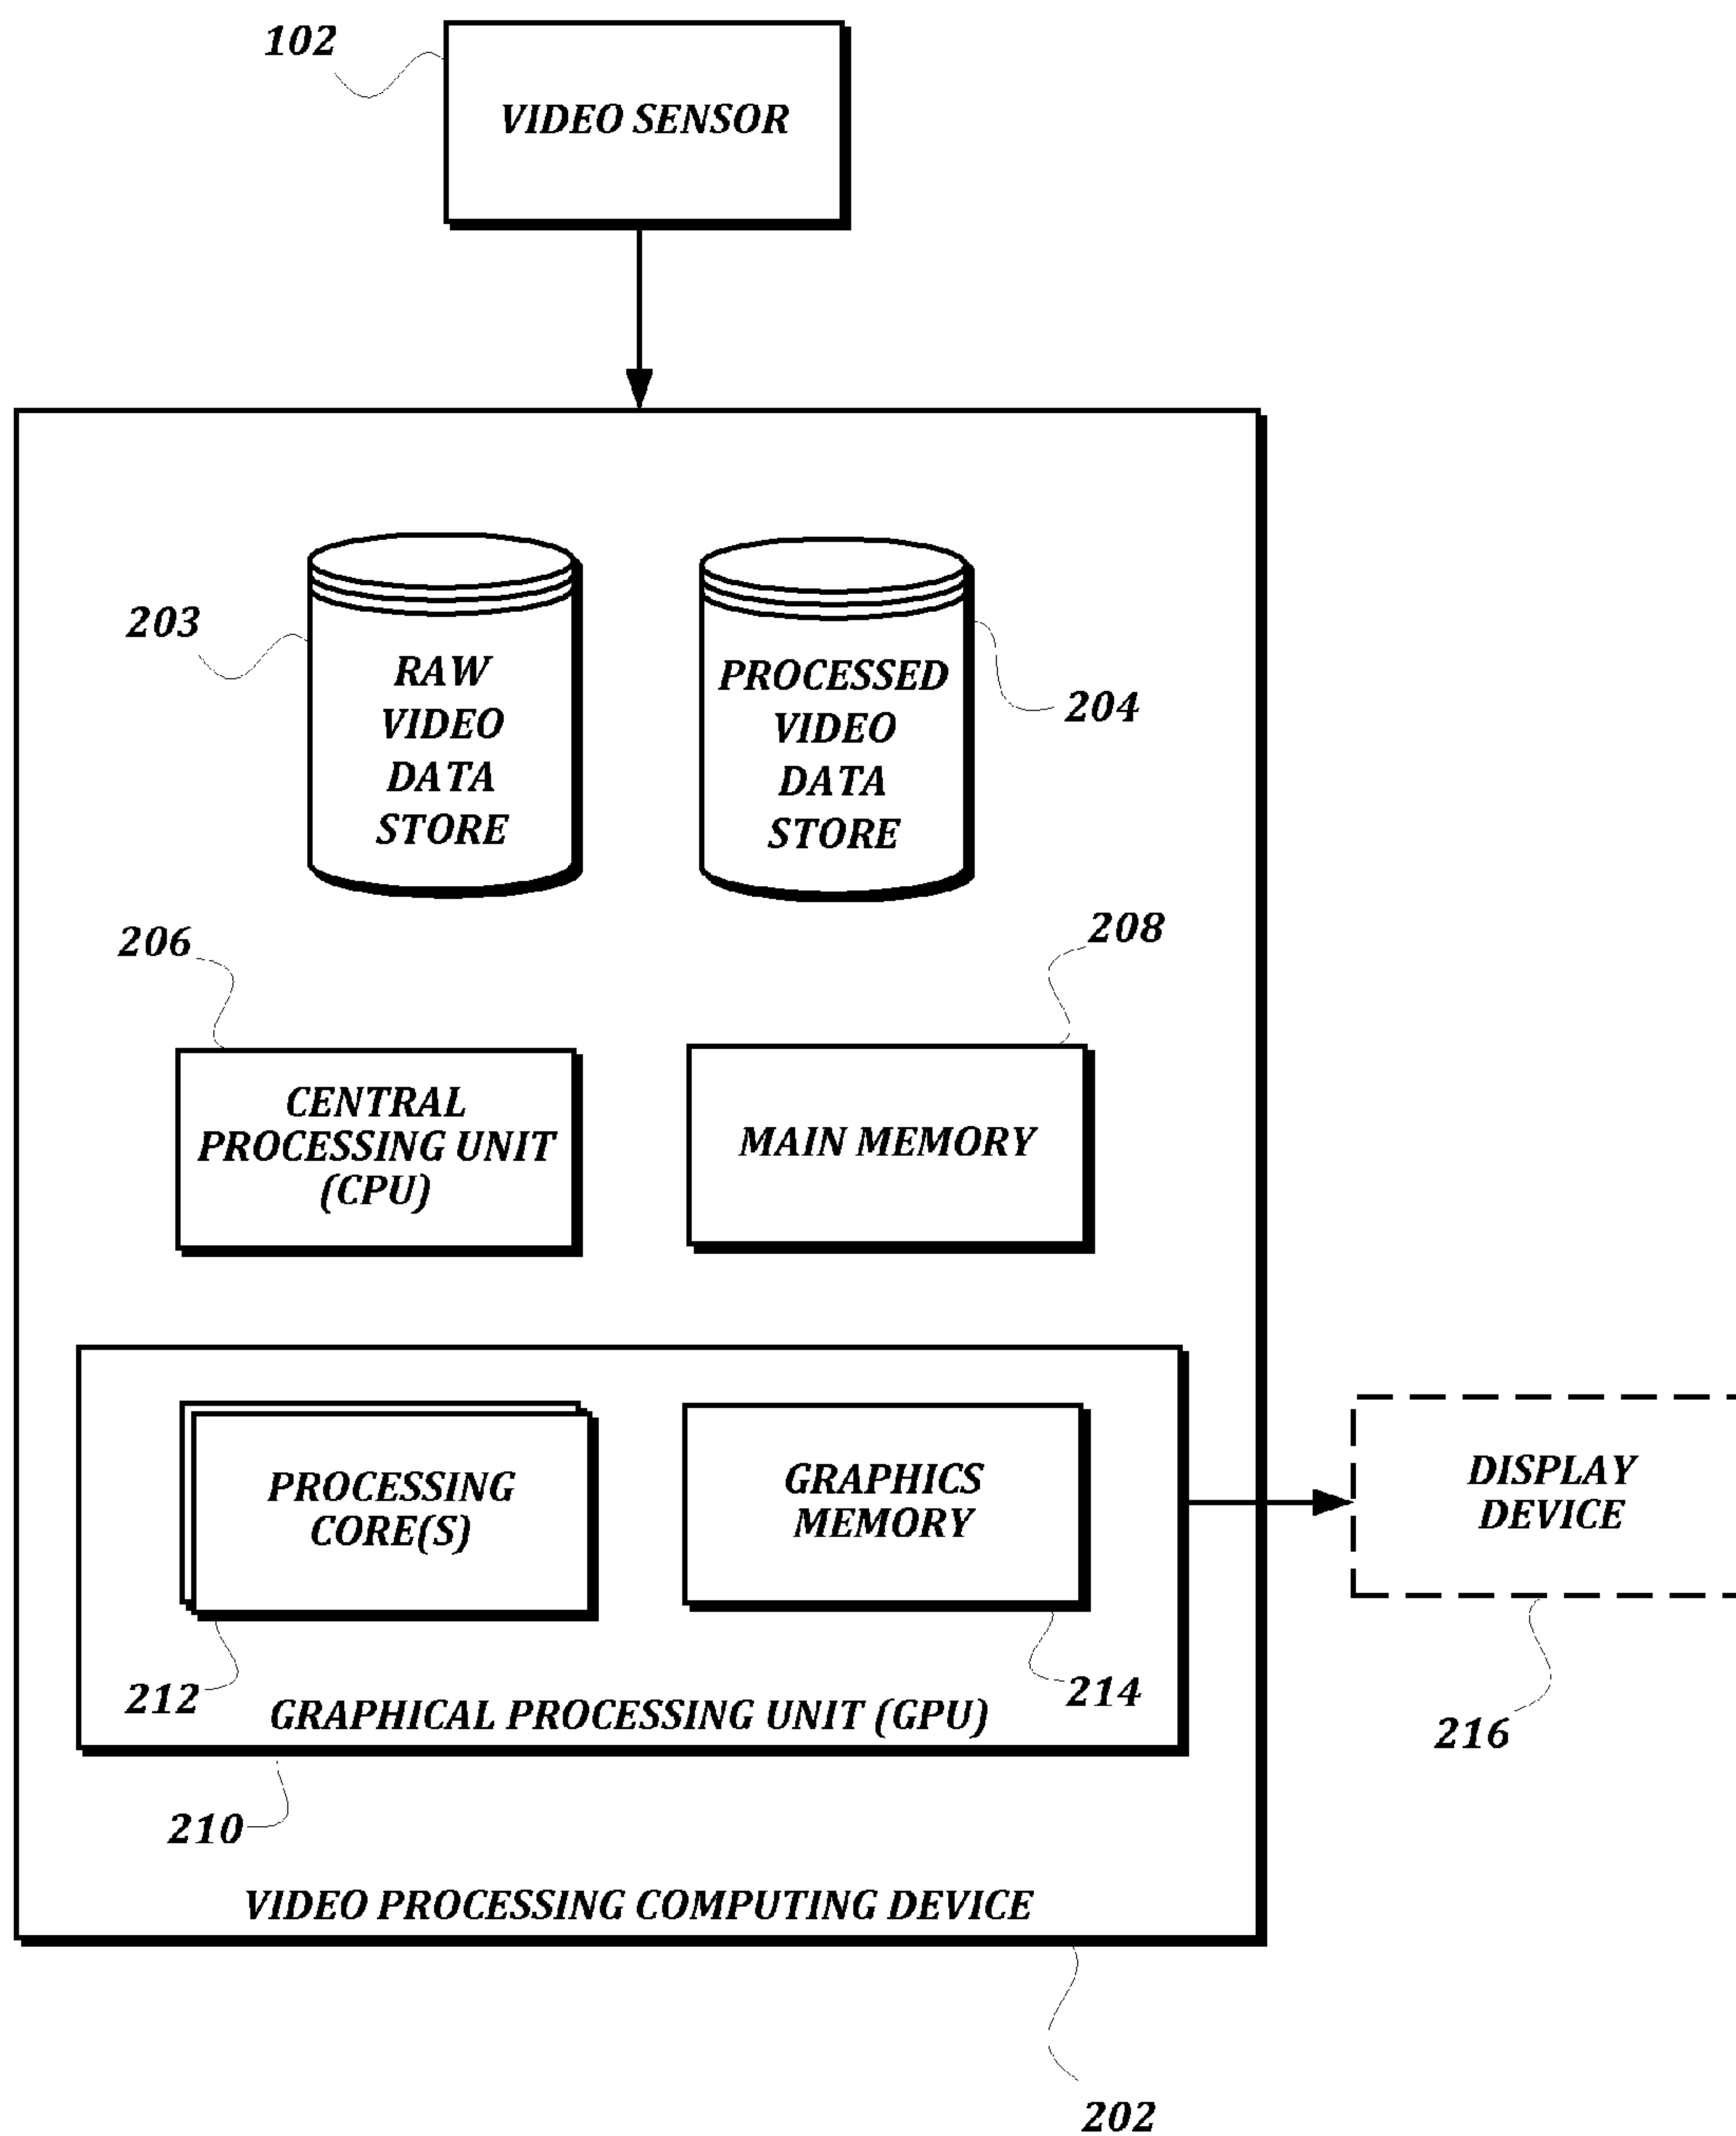 102
VIDEO SENSOR
203
RAW
VIDEO
DATA
STORE
PROCESSED
VIDEO
DATA
STORE
204
206
208
CENTRAL
PROCESSING UNIT
(CPU)
MAIN MEMORY
PROCESSING
CORE(S)
GRAPHICS
MEMORY
DISPLAY
DEVICE
212
214
GRAPHICAL PROCESSING UNIT (GPU)
216
210
VIDEO PROCESSING COMPUTING DEVICE
202